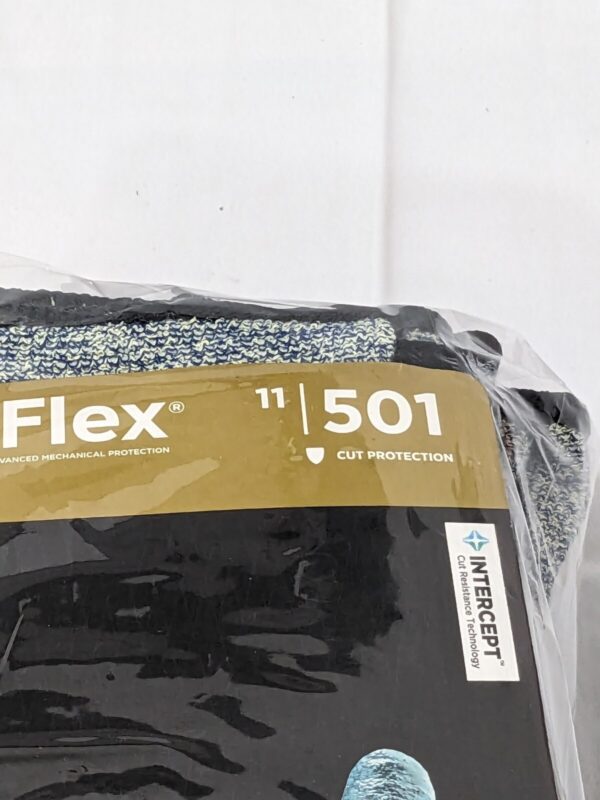 Flex®
VANCED MECHANICAL PROTECTION
11 | 501
CUT PROTECTION
INTERCEPT™
Cut Resistance Technology